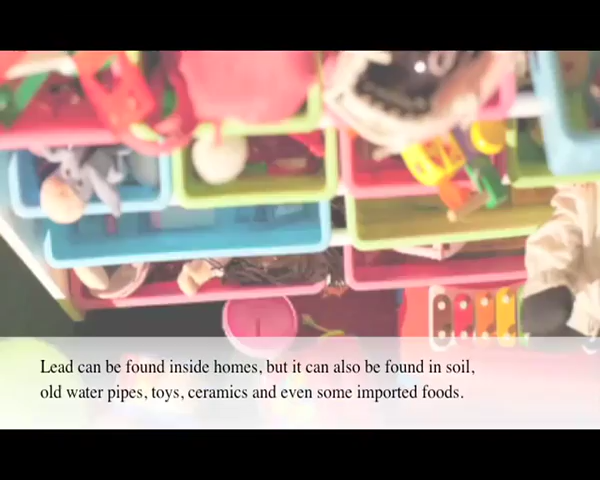 Lead can be found inside homes, but it can also be found in soil,
old water pipes, toys, ceramics and even some imported foods.